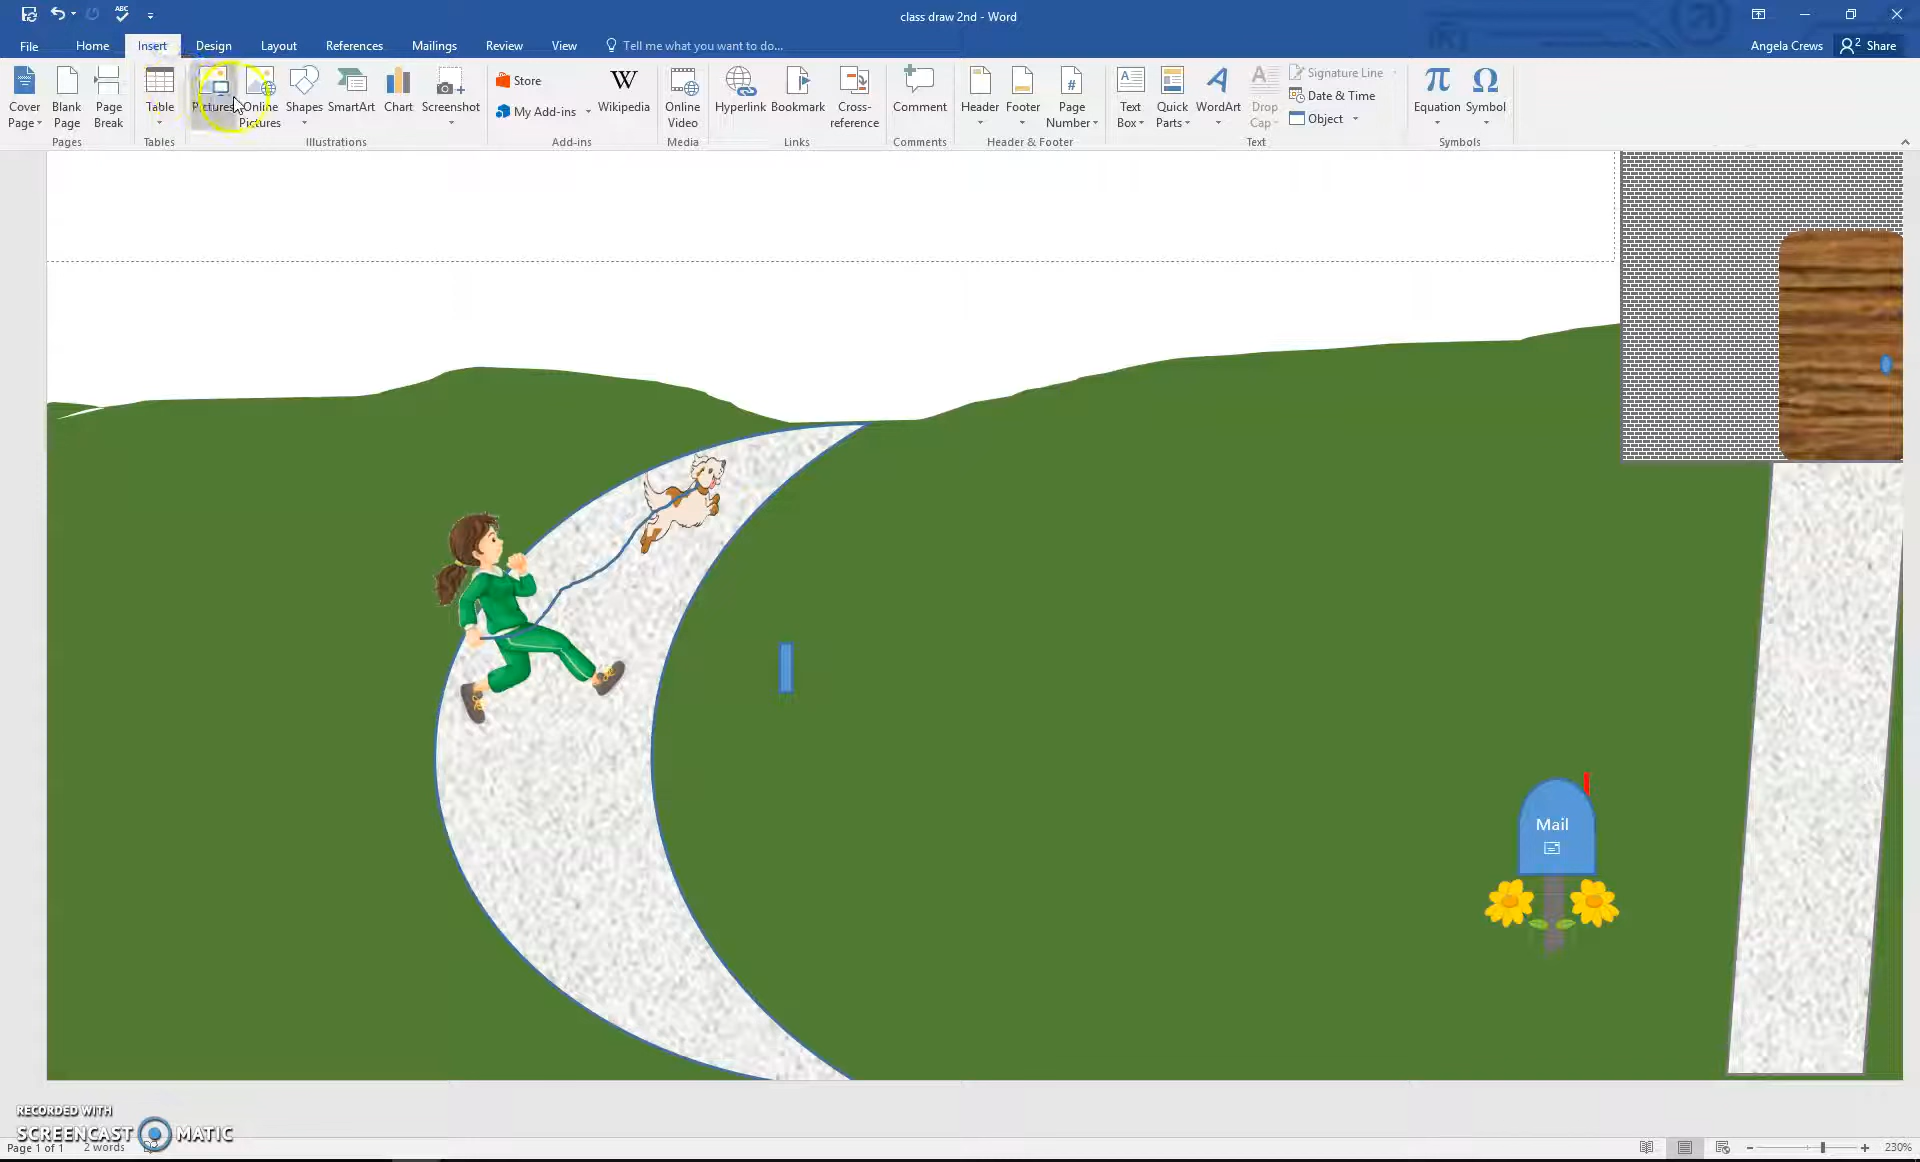 ABC
class draw 2nd - Word
File Home Insert Design Layout References Mailings Review View Tell me what you want to do... Angela Crews Share
Cover Page
Blank Page
Page Break
Table
Pictures
Online Pictures
Shapes
SmartArt
Chart
Screenshot
Store
My Add-ins
Wikipedia
Online Video
Hyperlink
Bookmark
Cross-reference
Comment
Header
Footer
Page Number
Text Box
Quick Parts
WordArt
Drop Cap
Signature Line
Date & Time
Object
Equation
Symbol
Pages Tables Illustrations Add-ins Media Links Comments Header & Footer Text Symbols
Mail
RECORDED WITH
SCREENCAST MATIC
Page 1 of 1 2 words 230%